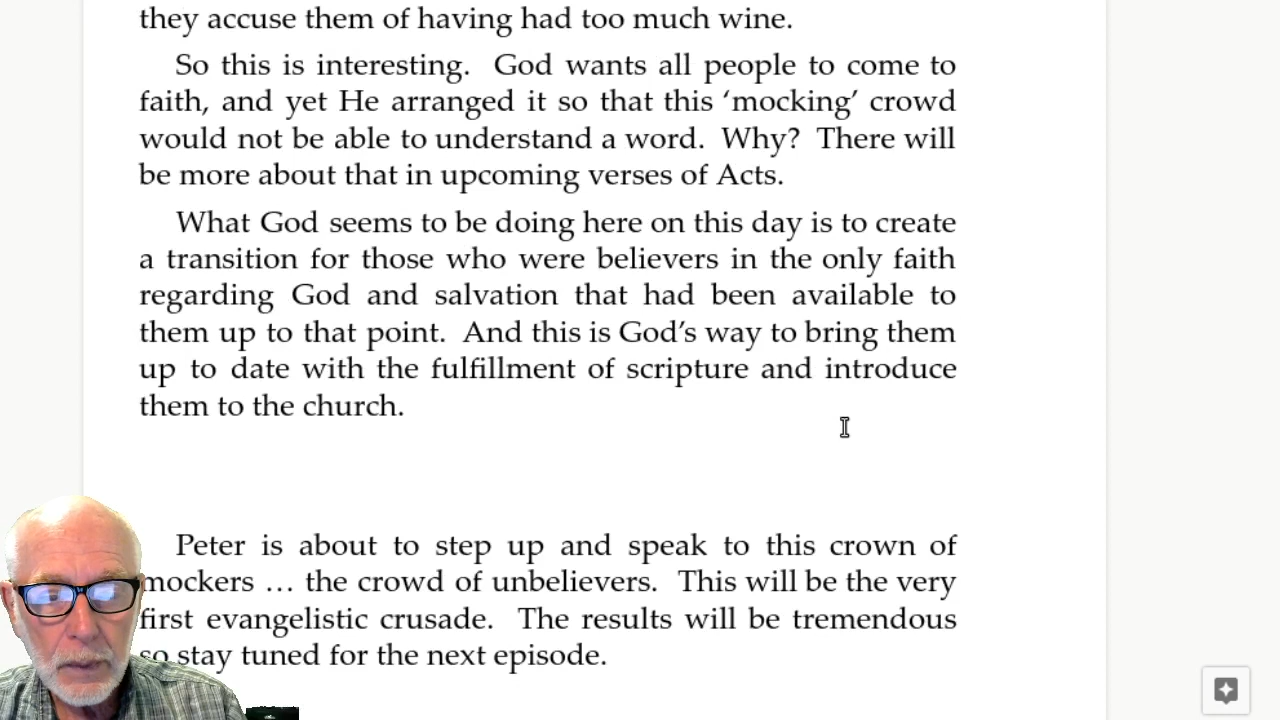 they accuse them of having had too much wine.
So this is interesting.  God wants all people to come to
faith, and yet He arranged it so that this ‘mocking’ crowd
would not be able to understand a word.  Why?  There will
be more about that in upcoming verses of Acts.
What God seems to be doing here on this day is to create
a transition for those who were believers in the only faith
regarding God and salvation that had been available to
them up to that point.  And this is God’s way to bring them
up to date with the fulfillment of scripture and introduce
them to the church.
Peter is about to step up and speak to this crown of
mockers … the crowd of unbelievers.  This will be the very
first evangelistic crusade.  The results will be tremendous
so stay tuned for the next episode.